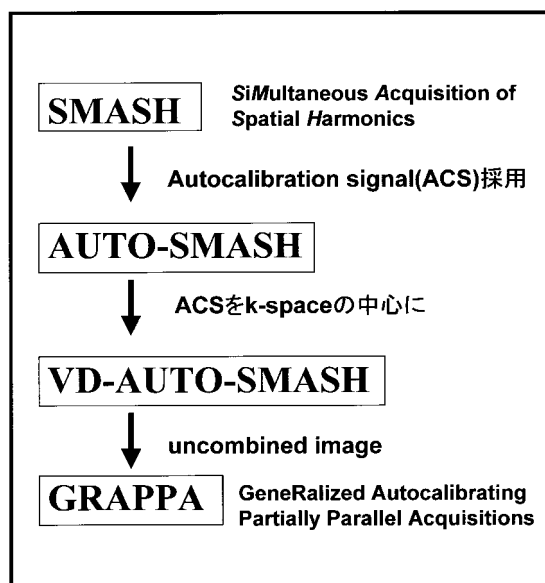 SMASH
SiMultaneous Acquisition of
Spatial Harmonics
Autocalibration signal(ACS)採用
AUTO-SMASH
ACSをk-spaceの中心に
VD-AUTO-SMASH
uncombined image
GRAPPA
GeneRalized Autocalibrating
Partially Parallel Acquisitions